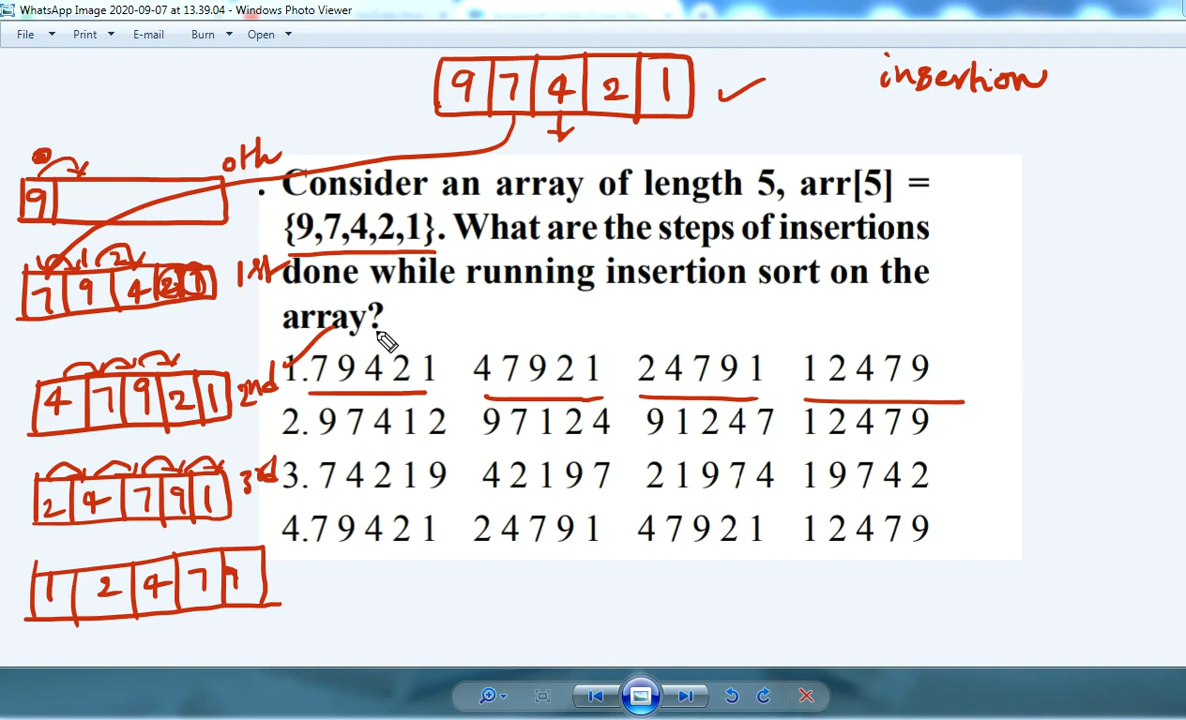 WhatsApp Image 2020-09-07 at 13.39.04 - Windows Photo Viewer
File Print E-mail Burn Open
9 7 4 2 1
insertion
0th
9
. Consider an array of length 5, arr[5] =
{9,7,4,2,1}. What are the steps of insertions
done while running insertion sort on the
array?
1 2
7 9 4 2 1
1st
1. 7 9 4 2 1 4 7 9 2 1 2 4 7 9 1 1 2 4 7 9
4 7 9 2 1
2nd
2. 9 7 4 1 2 9 7 1 2 4 9 1 2 4 7 1 2 4 7 9
3. 7 4 2 1 9 4 2 1 9 7 2 1 9 7 4 1 9 7 4 2
2 4 7 9 1
3rd
4. 7 9 4 2 1 2 4 7 9 1 4 7 9 2 1 1 2 4 7 9
1 2 4 7 9